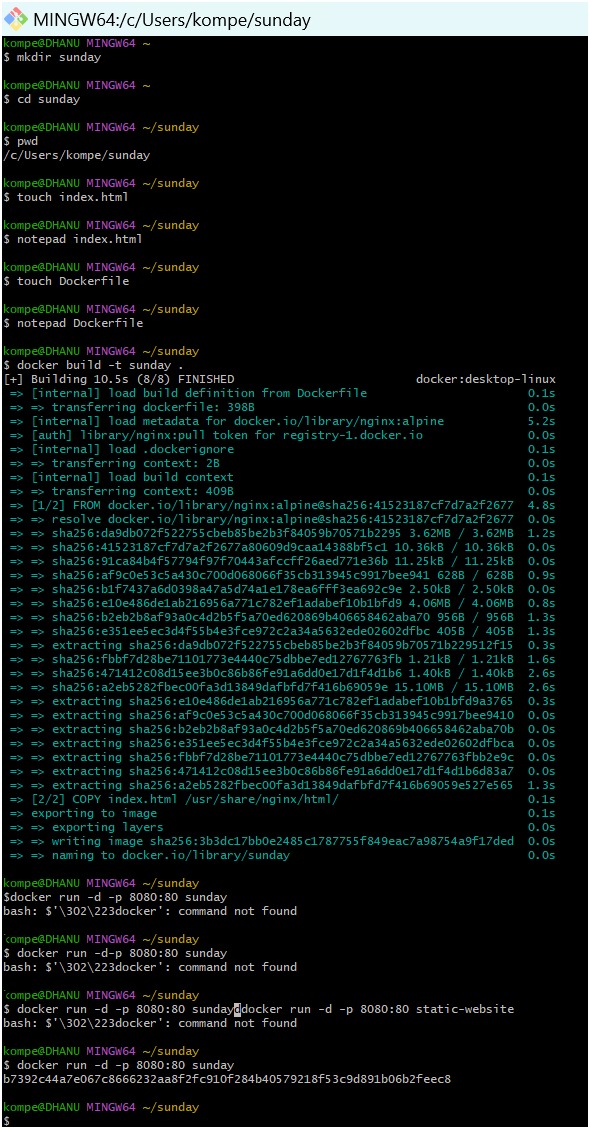 MINGW64:/c/Users/kompe/sunday
kompe@DHANU MINGW64 ~
$ mkdir sunday
kompe@DHANU MINGW64 ~
$ cd sunday
kompe@DHANU MINGW64 ~/sunday
$ pwd
/c/Users/kompe/sunday
kompe@DHANU MINGW64 ~/sunday
$ touch index.html
kompe@DHANU MINGW64 ~/sunday
$ notepad index.html
kompe@DHANU MINGW64 ~/sunday
$ touch Dockerfile
kompe@DHANU MINGW64 ~/sunday
$ notepad Dockerfile
kompe@DHANU MINGW64 ~/sunday
$ docker build -t sunday .
[+] Building 10.5s (8/8) FINISHED docker:desktop-linux
=> [internal] load build definition from Dockerfile 0.1s
=> => transferring dockerfile: 398B 0.0s
=> [internal] load metadata for docker.io/library/nginx:alpine 5.2s
=> [auth] library/nginx:pull token for registry-1.docker.io 0.0s
=> [internal] load .dockerignore 0.1s
=> => transferring context: 2B 0.0s
=> [internal] load build context 0.1s
=> => transferring context: 409B 0.0s
=> [1/2] FROM docker.io/library/nginx:alpine@sha256:41523187cf7d7a2f2677 4.8s
=> => resolve docker.io/library/nginx:alpine@sha256:41523187cf7d7a2f2677 0.0s
=> => sha256:da9db072f522755cbeb85be2b3f84059b70571b2295 3.62MB / 3.62MB 1.2s
=> => sha256:41523187cf7d7a2f2677a80609d9caa14388bf5c1 10.36kB / 10.36kB 0.0s
=> => sha256:91ca84b4f57794f97f70443afccff26aed771e36b 11.25kB / 11.25kB 0.0s
=> => sha256:af9c0e53c5a430c700d068066f35cb313945c9917bee941 628B / 628B 0.9s
=> => sha256:b1f7437a6d0398a47a5d74a1e178ea6fff3ea692c9e 2.50kB / 2.50kB 0.0s
=> => sha256:e10e486de1ab216956a771c782ef1adabef10b1bfd9 4.06MB / 4.06MB 0.8s
=> => sha256:b2eb2b8af93a0c4d2b5f5a70ed620869b406658462aba70 956B / 956B 1.3s
=> => sha256:e351ee5ec3d4f55b4e3fce972c2a34a5632ede02602dfbc 405B / 405B 1.3s
=> => extracting sha256:da9db072f522755cbeb85be2b3f84059b70571b229512f15 0.3s
=> => sha256:fbbf7d28be71101773e4440c75dbbe7ed12767763fb 1.21kB / 1.21kB 1.6s
=> => sha256:471412c08d15ee3b0c86b86fe91a6dd0e17d1f4d1b6 1.40kB / 1.40kB 2.6s
=> => sha256:a2eb5282fbec00fa3d13849dafbfd7f416b69059e 15.10MB / 15.10MB 2.6s
=> => extracting sha256:e10e486de1ab216956a771c782ef1adabef10b1bfd9a3765 0.3s
=> => extracting sha256:af9c0e53c5a430c700d068066f35cb313945c9917bee9410 0.0s
=> => extracting sha256:b2eb2b8af93a0c4d2b5f5a70ed620869b406658462aba70b 0.0s
=> => extracting sha256:e351ee5ec3d4f55b4e3fce972c2a34a5632ede02602dfbca 0.0s
=> => extracting sha256:fbbf7d28be71101773e4440c75dbbe7ed12767763fbb2e9c 0.0s
=> => extracting sha256:471412c08d15ee3b0c86b86fe91a6dd0e17d1f4d1b6d83a7 0.0s
=> => extracting sha256:a2eb5282fbec00fa3d13849dafbfd7f416b69059e527e565 1.3s
=> [2/2] COPY index.html /usr/share/nginx/html/ 0.1s
=> exporting to image 0.1s
=> => exporting layers 0.0s
=> => writing image sha256:3b3dc17bb0e2485c1787755f849eac7a98754a9f17ded 0.0s
=> => naming to docker.io/library/sunday 0.0s
kompe@DHANU MINGW64 ~/sunday
$docker run -d -p 8080:80 sunday
bash: $'\302\223docker': command not found
kompe@DHANU MINGW64 ~/sunday
$ docker run -d-p 8080:80 sunday
bash: $'\302\223docker': command not found
kompe@DHANU MINGW64 ~/sunday
$ docker run -d -p 8080:80 sundayddocker run -d -p 8080:80 static-website
bash: $'\302\223docker': command not found
kompe@DHANU MINGW64 ~/sunday
$ docker run -d -p 8080:80 sunday
b7392c44a7e067c8666232aa8f2fc910f284b40579218f53c9d891b06b2feec8
kompe@DHANU MINGW64 ~/sunday
$